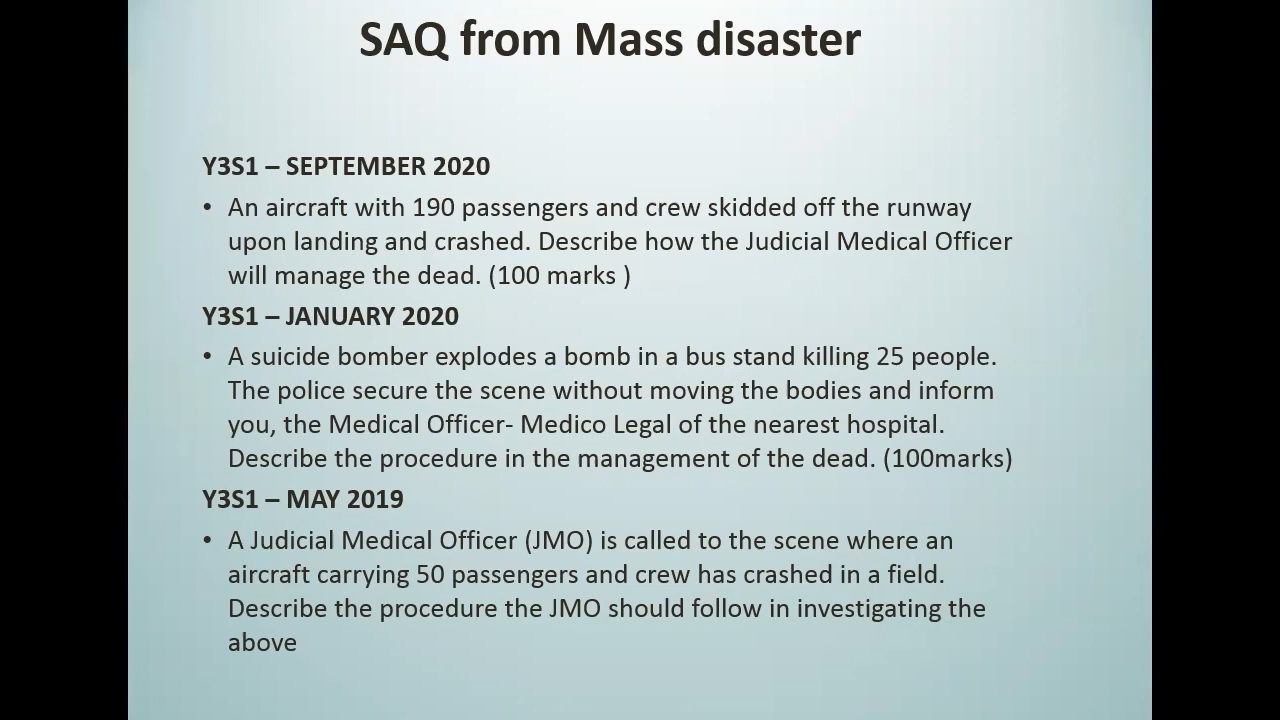 SAQ from Mass disaster
Y3S1 – SEPTEMBER 2020
• An aircraft with 190 passengers and crew skidded off the runway
upon landing and crashed. Describe how the Judicial Medical Officer
will manage the dead. (100 marks )
Y3S1 – JANUARY 2020
• A suicide bomber explodes a bomb in a bus stand killing 25 people.
The police secure the scene without moving the bodies and inform
you, the Medical Officer- Medico Legal of the nearest hospital.
Describe the procedure in the management of the dead. (100marks)
Y3S1 – MAY 2019
• A Judicial Medical Officer (JMO) is called to the scene where an
aircraft carrying 50 passengers and crew has crashed in a field.
Describe the procedure the JMO should follow in investigating the
above